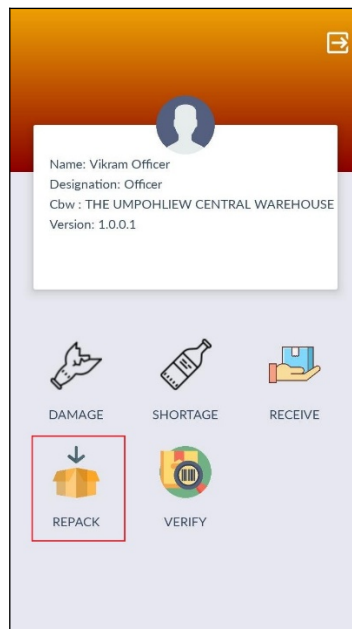 Name: Vikram Officer
Designation: Officer
Cbw : THE UMPOHLIEW CENTRAL WAREHOUSE
Version: 1.0.0.1
DAMAGE SHORTAGE RECEIVE
REPACK VERIFY